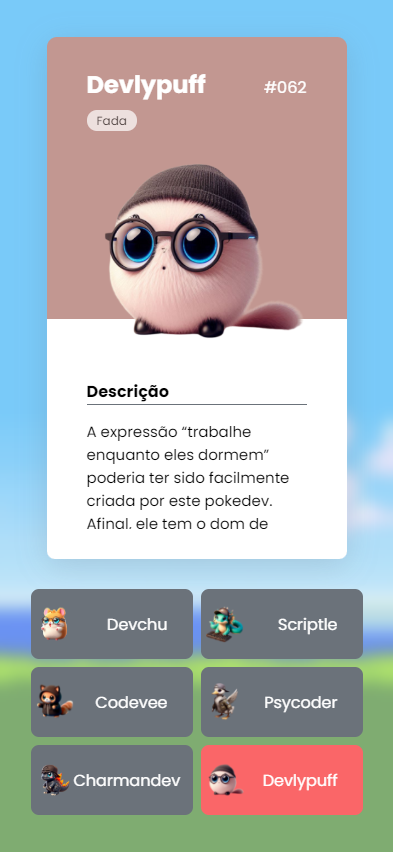 Devlypuff
#062
Fada
Descrição
A expressão “trabalhe
enquanto eles dormem”
poderia ter sido facilmente
criada por este pokedev.
Afinal, ele tem o dom de
Devchu
Scriptle
Codevee
Psycoder
Charmandev
Devlypuff